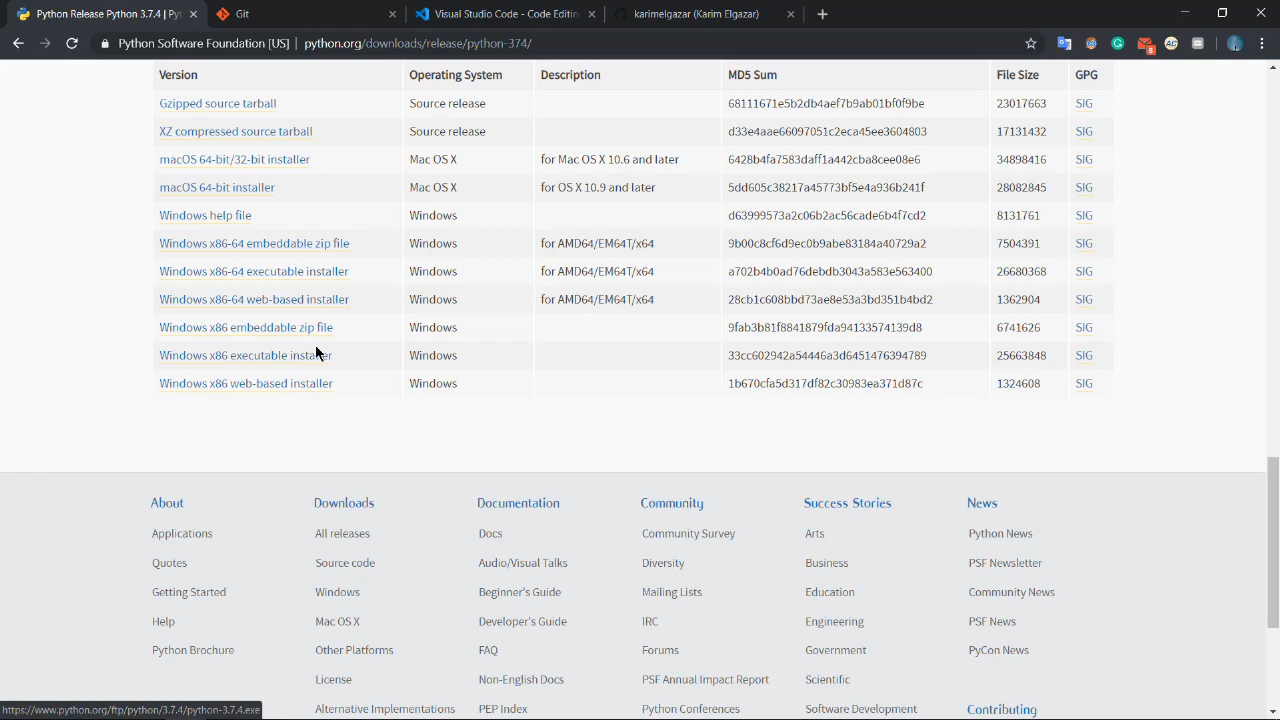 Python Release Python 3.7.4 | Pyt
Git
Visual Studio Code - Code Editin
karimelgazar (Karim Elgazar)
Python Software Foundation [US] | python.org/downloads/release/python-374/
8
Version Operating System Description MD5 Sum File Size GPG
Gzipped source tarball Source release 68111671e5b2db4aef7b9ab01bf0f9be 23017663 SIG
XZ compressed source tarball Source release d33e4aae66097051c2eca45ee3604803 17131432 SIG
macOS 64-bit/32-bit installer Mac OS X for Mac OS X 10.6 and later 6428b4fa7583daff1a442cba8cee08e6 34898416 SIG
macOS 64-bit installer Mac OS X for OS X 10.9 and later 5dd605c38217a45773bf5e4a936b241f 28082845 SIG
Windows help file Windows d63999573a2c06b2ac56cade6b4f7cd2 8131761 SIG
Windows x86-64 embeddable zip file Windows for AMD64/EM64T/x64 9b00c8cf6d9ec0b9abe83184a40729a2 7504391 SIG
Windows x86-64 executable installer Windows for AMD64/EM64T/x64 a702b4b0ad76debdb3043a583e563400 26680368 SIG
Windows x86-64 web-based installer Windows for AMD64/EM64T/x64 28cb1c608bbd73ae8e53a3bd351b4bd2 1362904 SIG
Windows x86 embeddable zip file Windows 9fab3b81f8841879fda94133574139d8 6741626 SIG
Windows x86 executable installer Windows 33cc602942a54446a3d6451476394789 25663848 SIG
Windows x86 web-based installer Windows 1b670cfa5d317df82c30983ea371d87c 1324608 SIG
About Downloads Documentation Community Success Stories News
Applications All releases Docs Community Survey Arts Python News
Quotes Source code Audio/Visual Talks Diversity Business PSF Newsletter
Getting Started Windows Beginner's Guide Mailing Lists Education Community News
Help Mac OS X Developer's Guide IRC Engineering PSF News
Python Brochure Other Platforms FAQ Forums Government PyCon News
License Non-English Docs PSF Annual Impact Report Scientific
Alternative Implementations PEP Index Python Conferences Software Development Contributing
https://www.python.org/ftp/python/3.7.4/python-3.7.4.exe